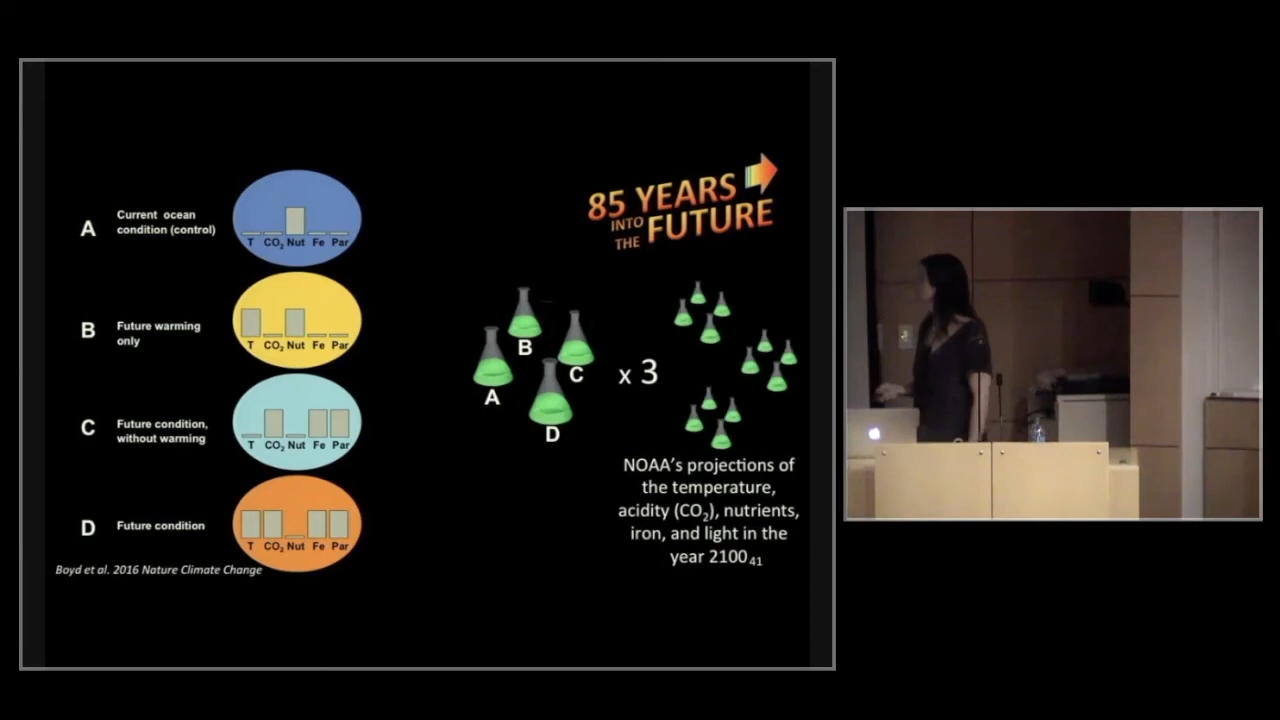 85 YEARS
INTO
THE FUTURE
A
Current ocean
condition (control)
T CO2 Nut Fe Par
B
Future warming
only
T CO2 Nut Fe Par
C
Future condition,
without warming
T CO2 Nut Fe Par
D
Future condition
T CO2 Nut Fe Par
Boyd et al. 2016 Nature Climate Change
B
C
A
D
x 3
NOAA's projections of
the temperature,
acidity (CO2), nutrients,
iron, and light in the
year 2100 41